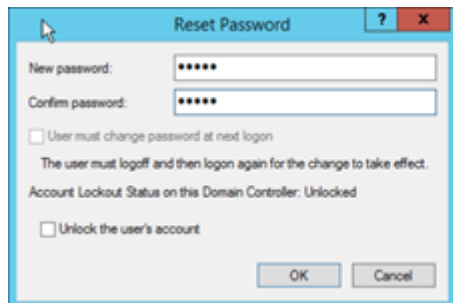 Reset Password
? x
New password: •••••
Confirm password: •••••
User must change password at next logon
The user must logoff and then logon again for the change to take effect.
Account Lockout Status on this Domain Controller: Unlocked
Unlock the user's account
OK Cancel